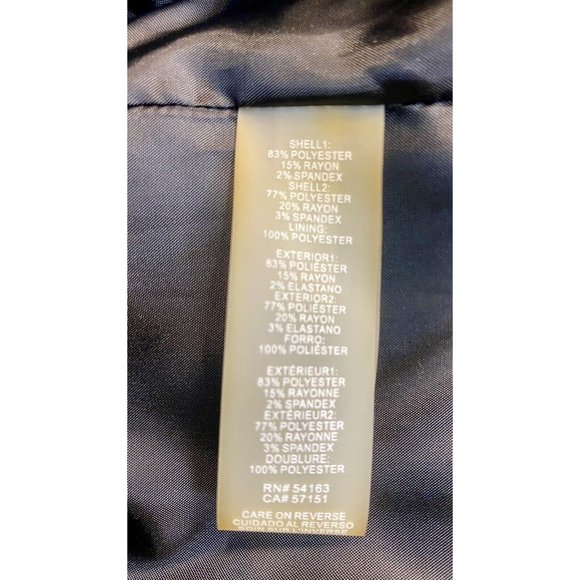 SHELL1:
83% POLYESTER
15% RAYON
2% SPANDEX
SHELL2:
77% POLYESTER
20% RAYON
3% SPANDEX
LINING:
100% POLYESTER
EXTERIOR1:
83% POLIÉSTER
15% RAYON
2% ELASTANO
EXTERIOR2:
77% POLIÉSTER
20% RAYON
3% ELASTANO
FORRO:
100% POLIÉSTER
EXTÉRIEUR1:
83% POLYESTER
15% RAYONNE
2% SPANDEX
EXTÉRIEUR2:
77% POLYESTER
20% RAYONNE
3% SPANDEX
DOUBLURE:
100% POLYESTER
RN# 54163
CA# 57151
CARE ON REVERSE
CUIDADO AL REVERSO
SOIN SUR L'INVERSE